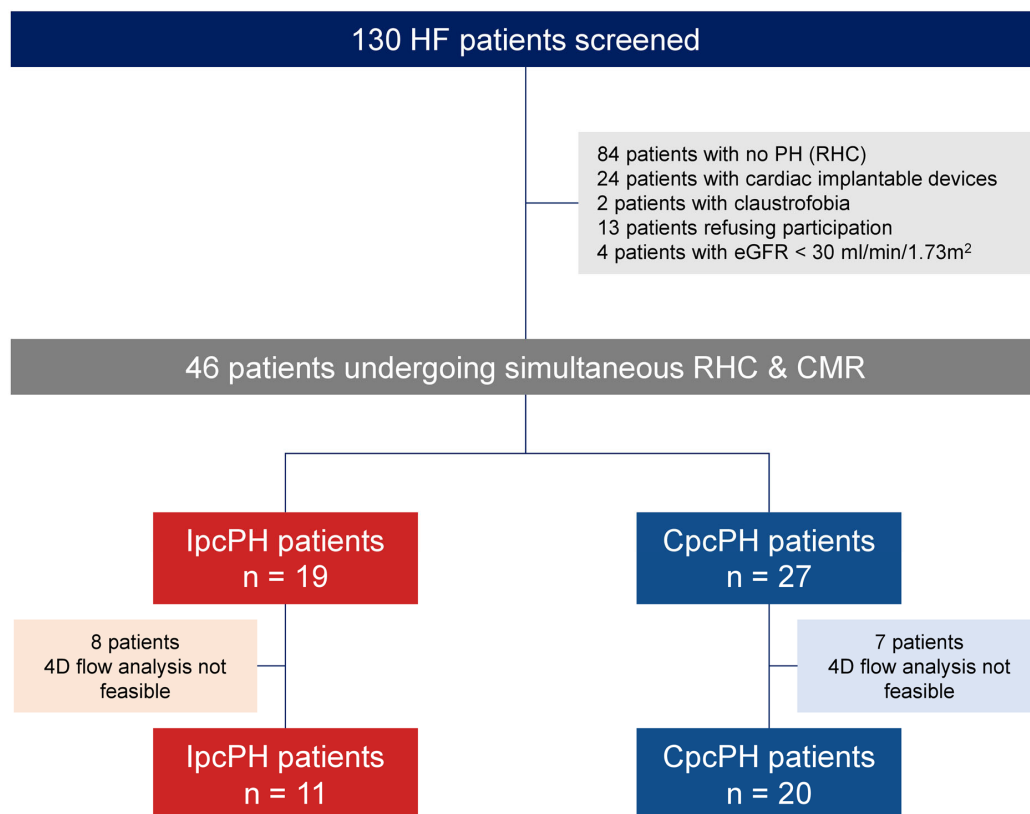 130 HF patients screened
84 patients with no PH (RHC)
24 patients with cardiac implantable devices
2 patients with claustrofobia
13 patients refusing participation
4 patients with eGFR < 30 ml/min/1.73m²
46 patients undergoing simultaneous RHC & CMR
IpcPH patients
n = 19
CpcPH patients
n = 27
8 patients
4D flow analysis not
feasible
7 patients
4D flow analysis not
feasible
IpcPH patients
n = 11
CpcPH patients
n = 20